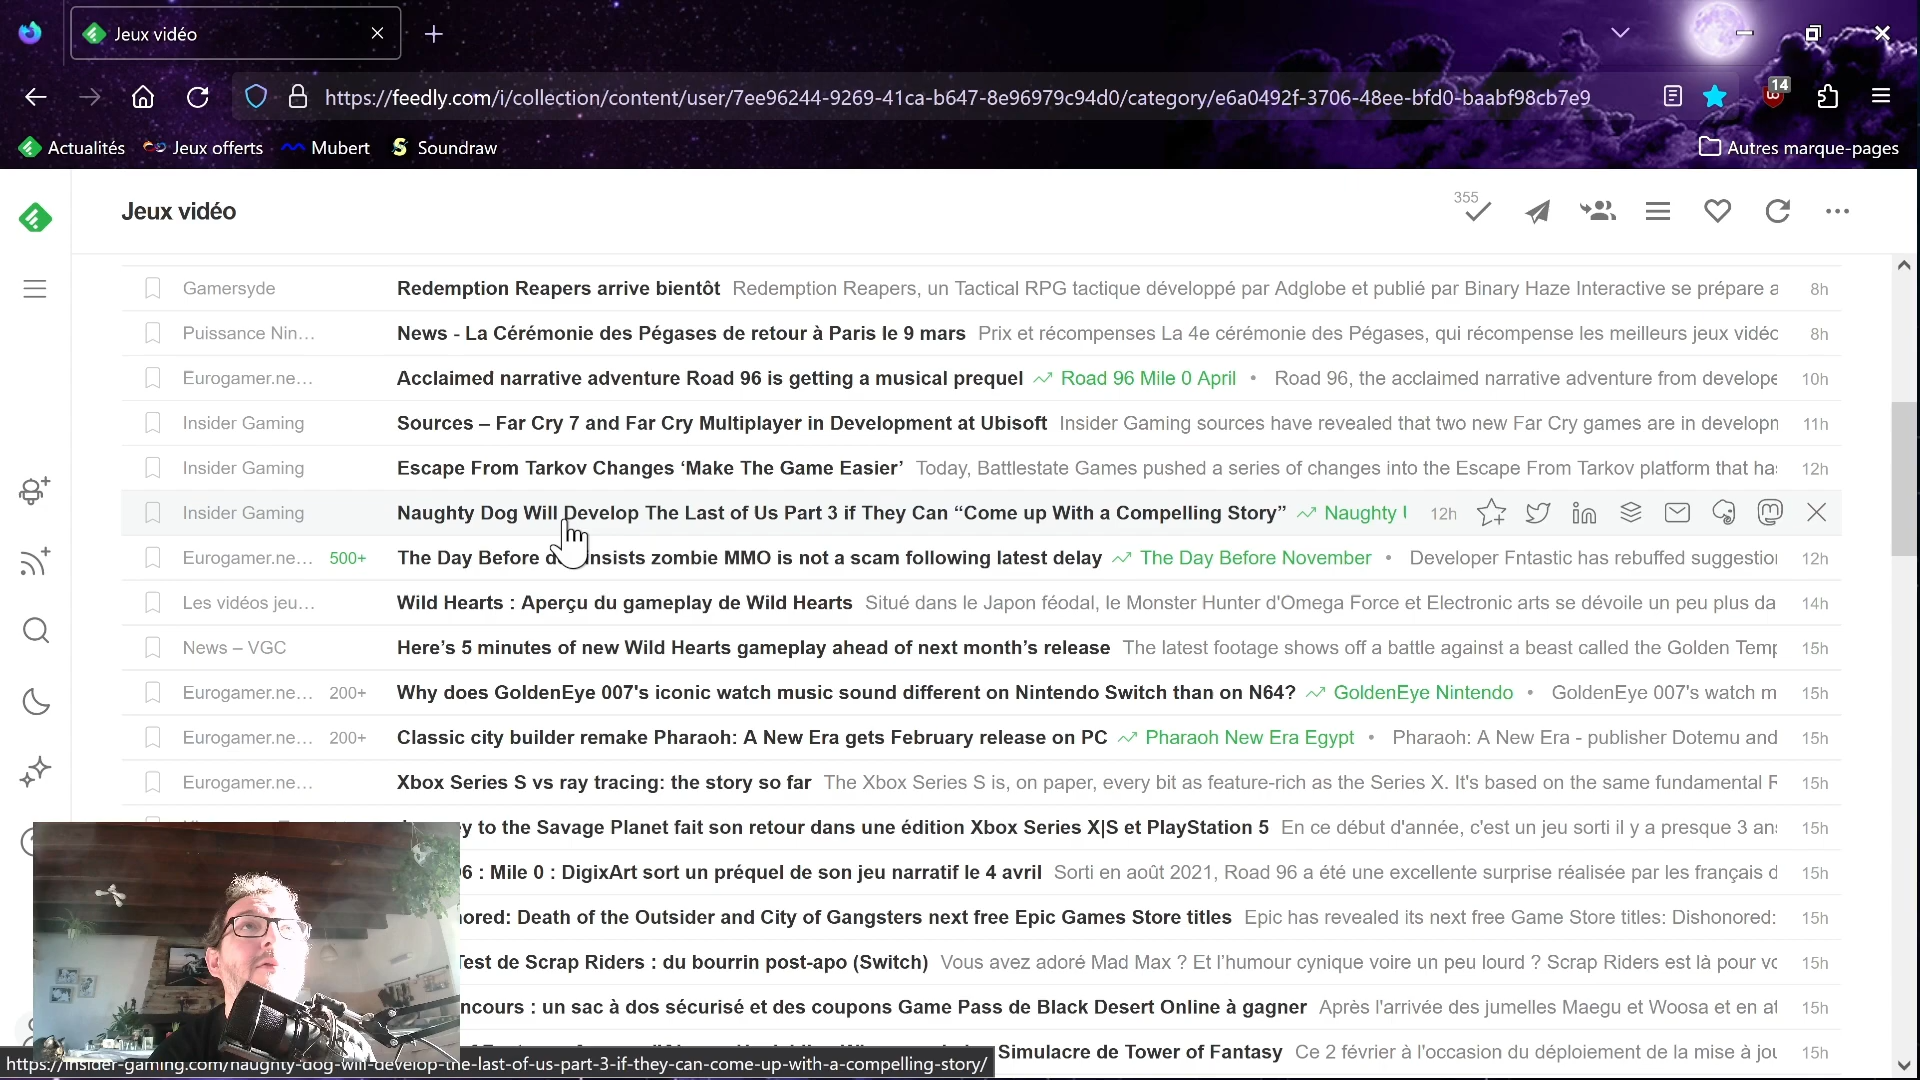 Jeux vidéo
https://feedly.com/i/collection/content/user/7ee96244-9269-41ca-b647-8e96979c94d0/category/e6a0492f-3706-48ee-bfd0-baabf98cb7e9
14
Actualités Jeux offerts Mubert Soundraw Autres marque-pages
Jeux vidéo
355
Gamersyde Redemption Reapers arrive bientôt Redemption Reapers, un Tactical RPG tactique développé par Adglobe et publié par Binary Haze Interactive se prépare a 8h
Puissance Nin... News - La Cérémonie des Pégases de retour à Paris le 9 mars Prix et récompenses La 4e cérémonie des Pégases, qui récompense les meilleurs jeux vidéo 8h
Eurogamer.ne... Acclaimed narrative adventure Road 96 is getting a musical prequel Road 96 Mile 0 April • Road 96, the acclaimed narrative adventure from develope 10h
Insider Gaming Sources – Far Cry 7 and Far Cry Multiplayer in Development at Ubisoft Insider Gaming sources have revealed that two new Far Cry games are in developn 11h
Insider Gaming Escape From Tarkov Changes ‘Make The Game Easier’ Today, Battlestate Games pushed a series of changes into the Escape From Tarkov platform that ha 12h
Insider Gaming Naughty Dog Will Develop The Last of Us Part 3 if They Can “Come up With a Compelling Story” Naughty 12h
Eurogamer.ne... 500+ The Day Before insists zombie MMO is not a scam following latest delay The Day Before November • Developer Fntastic has rebuffed suggestion 12h
Les vidéos jeu... Wild Hearts : Aperçu du gameplay de Wild Hearts Situé dans le Japon féodal, le Monster Hunter d'Omega Force et Electronic arts se dévoile un peu plus da 14h
News – VGC Here’s 5 minutes of new Wild Hearts gameplay ahead of next month’s release The latest footage shows off a battle against a beast called the Golden Temp 15h
Eurogamer.ne... 200+ Why does GoldenEye 007's iconic watch music sound different on Nintendo Switch than on N64? GoldenEye Nintendo • GoldenEye 007's watch m 15h
Eurogamer.ne... 200+ Classic city builder remake Pharaoh: A New Era gets February release on PC Pharaoh New Era Egypt • Pharaoh: A New Era - publisher Dotemu and 15h
Eurogamer.ne... Xbox Series S vs ray tracing: the story so far The Xbox Series S is, on paper, every bit as feature-rich as the Series X. It's based on the same fundamental F 15h
ey to the Savage Planet fait son retour dans une édition Xbox Series X|S et PlayStation 5 En ce début d'année, c'est un jeu sorti il y a presque 3 an 15h
6 : Mile 0 : DigixArt sort un préquel de son jeu narratif le 4 avril Sorti en août 2021, Road 96 a été une excellente surprise réalisée par les français d 15h
ored: Death of the Outsider and City of Gangsters next free Epic Games Store titles Epic has revealed its next free Game Store titles: Dishonored: 15h
Test de Scrap Riders : du bourrin post-apo (Switch) Vous avez adoré Mad Max ? Et l’humour cynique voire un peu lourd ? Scrap Riders est là pour vo 15h
ncours : un sac à dos sécurisé et des coupons Game Pass de Black Desert Online à gagner Après l'arrivée des jumelles Maegu et Woosa et en at 15h
Simulacre de Tower of Fantasy Ce 2 février à l'occasion du déploiement de la mise à jou 15h
https://insider-gaming.com/naughty-dog-will-develop-the-last-of-us-part-3-if-they-can-come-up-with-a-compelling-story/